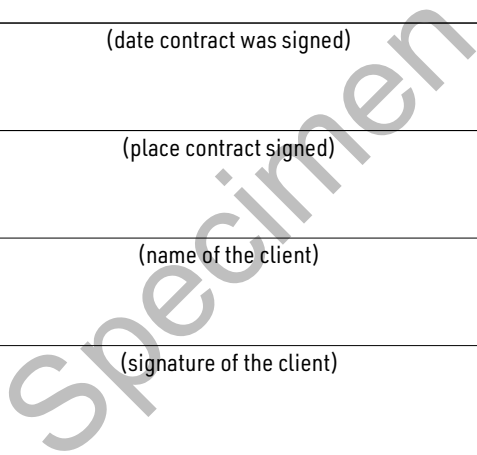 (date contract was signed)
(place contract signed)
(name of the client)
(signature of the client)
Specimen